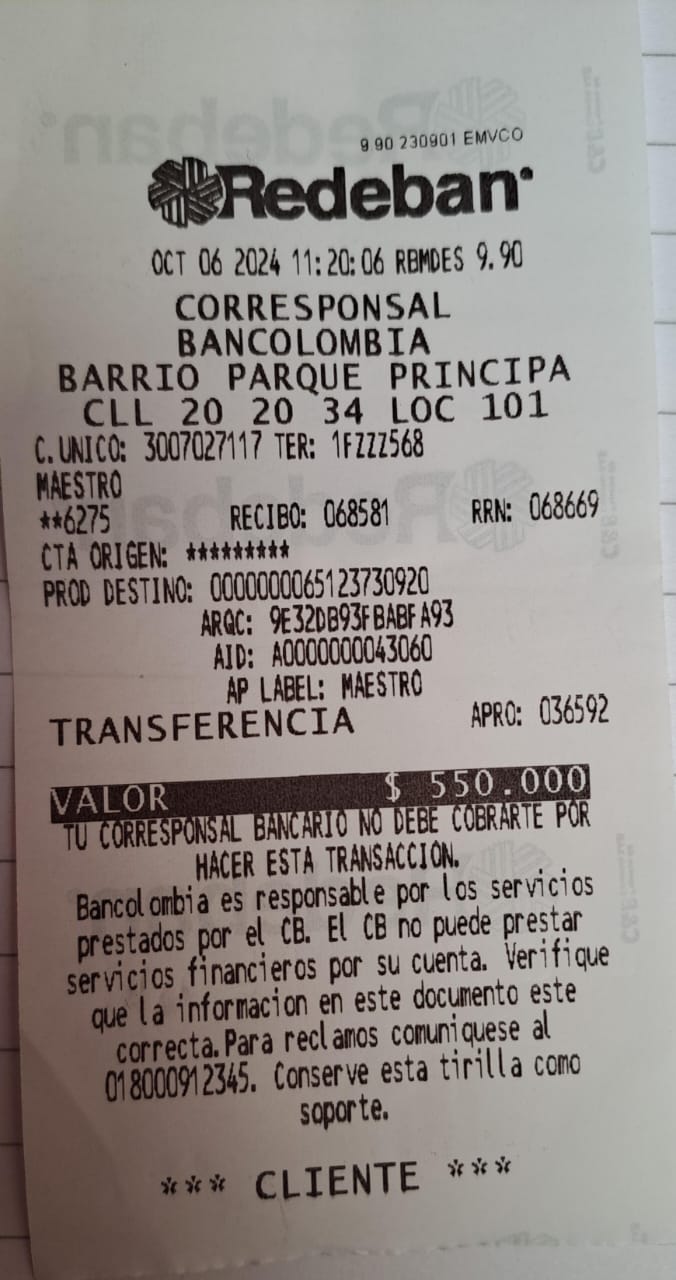 9 90 230901 EMVCO
Redeban
OCT 06 2024 11:20:06 RBMDES 9.90
CORRESPONSAL
BANCOLOMBIA
BARRIO PARQUE PRINCIPA
CLL 20 20 34 LOC 101
C.UNICO: 3007027117 TER: 1FZZZ568
MAESTRO
**6275 RECIBO: 068581 RRN: 068669
CTA ORIGEN: *********
PROD DESTINO: 0000000065123730920
ARQC: 9E32DB93FBABFA93
AID: A0000000043060
AP LABEL: MAESTRO
TRANSFERENCIA APRO: 036592
VALOR $ 550.000
TU CORRESPONSAL BANCARIO NO DEBE COBRARTE POR
HACER ESTA TRANSACCION.
Bancolombia es responsable por los servicios
prestados por el CB. El CB no puede prestar
servicios financieros por su cuenta. Verifique
que la informacion en este documento este
correcta.Para reclamos comuniquese al
018000912345. Conserve esta tirilla como
soporte.
*** CLIENTE ***